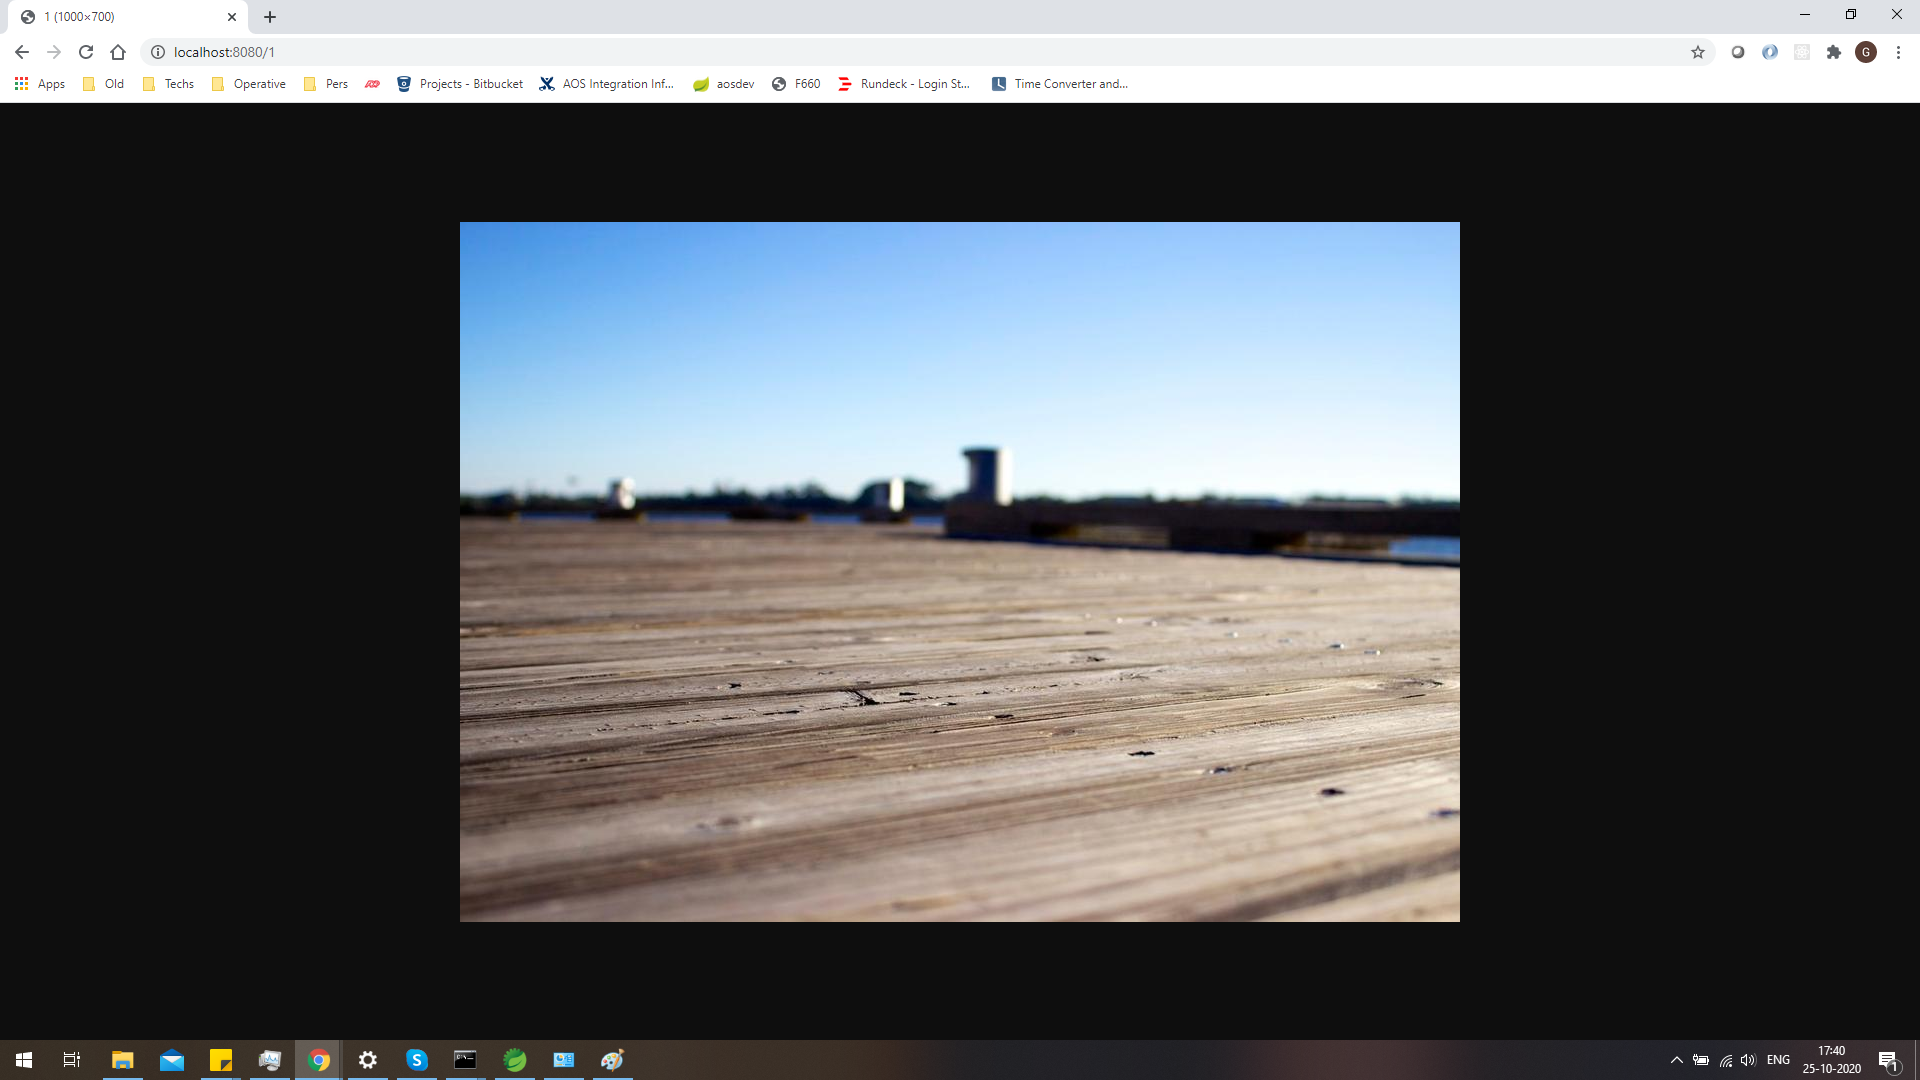 1 (1000×700)
localhost:8080/1
G
Apps Old Techs Operative Pers Projects - Bitbucket AOS Integration Inf... aosdev F660 Rundeck - Login St... Time Converter and...
ENG 17:40
25-10-2020
1